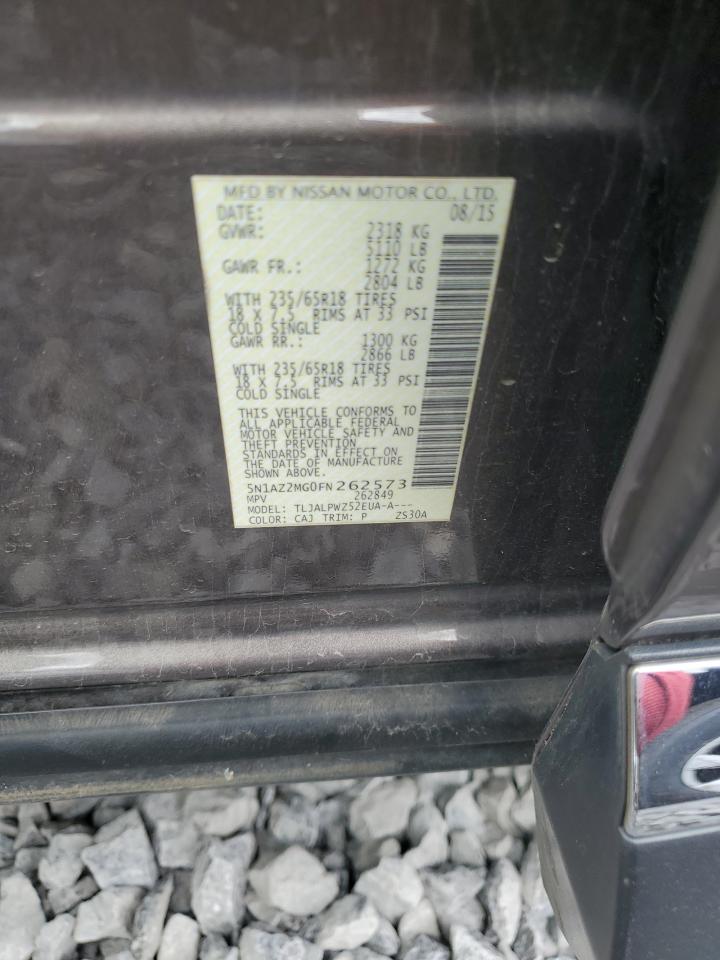 MFD BY NISSAN MOTOR CO., LTD.
DATE: 08/15
GVWR: 2318 KG
5110 LB
GAWR FR.: 1272 KG
2804 LB
WITH 235/65R18 TIRES
18 X 7.5 RIMS AT 33 PSI
COLD SINGLE
GAWR RR.: 1300 KG
2866 LB
WITH 235/65R18 TIRES
18 X 7.5 RIMS AT 33 PSI
COLD SINGLE
THIS VEHICLE CONFORMS TO
ALL APPLICABLE FEDERAL
MOTOR VEHICLE SAFETY AND
THEFT PREVENTION
STANDARDS IN EFFECT ON
THE DATE OF MANUFACTURE
SHOWN ABOVE.
5N1AZ2MG0FN262573
MPV 262849
MODEL: TLJALPWZ52EUA-A---
COLOR: CAJ TRIM: P ZS30A